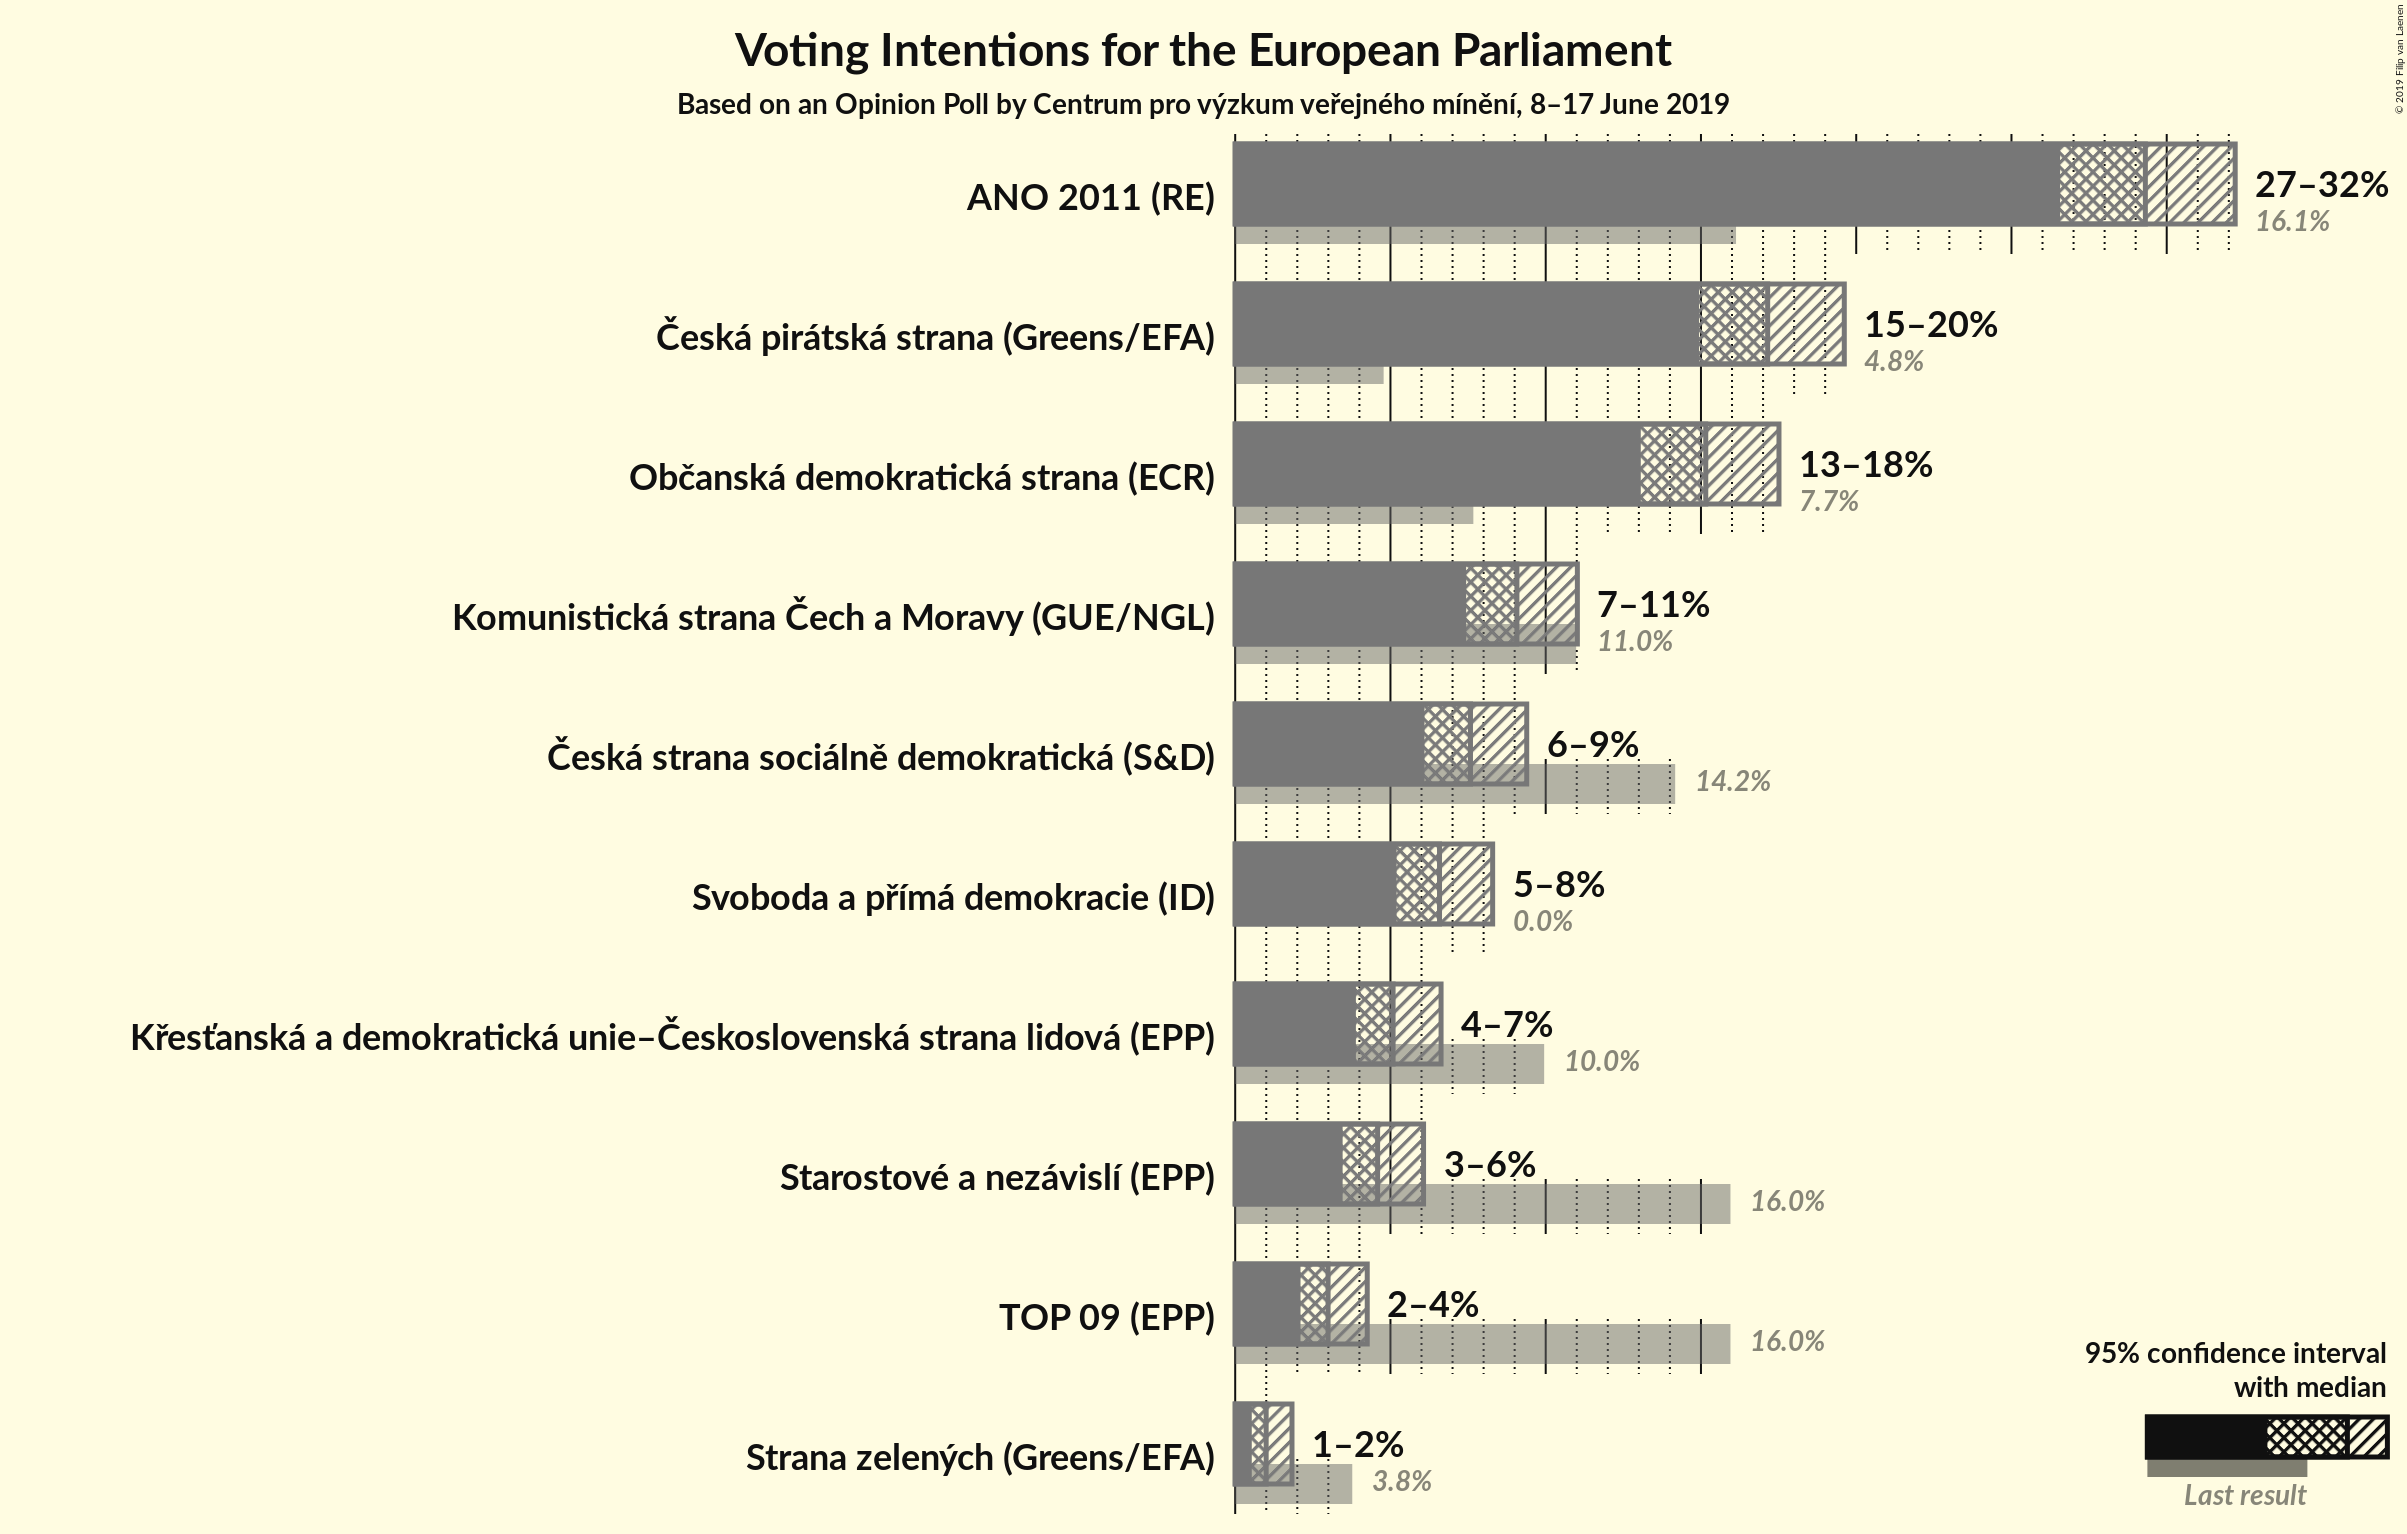 Voting Intentions for the European Parliament
Based on an Opinion Poll by Centrum pro výzkum veřejného mínění, 8–17 June 2019
© 2019 Filip van Laenen
ANO 2011 (RE)
27–32%
16.1%
Česká pirátská strana (Greens/EFA)
15–20%
4.8%
Občanská demokratická strana (ECR)
13–18%
7.7%
Komunistická strana Čech a Moravy (GUE/NGL)
7–11%
11.0%
Česká strana sociálně demokratická (S&D)
6–9%
14.2%
Svoboda a přímá demokracie (ID)
5–8%
0.0%
Křesťanská a demokratická unie–Československá strana lidová (EPP)
4–7%
10.0%
Starostové a nezávislí (EPP)
3–6%
16.0%
TOP 09 (EPP)
2–4%
16.0%
Strana zelených (Greens/EFA)
1–2%
3.8%
95% confidence interval
with median
Last result